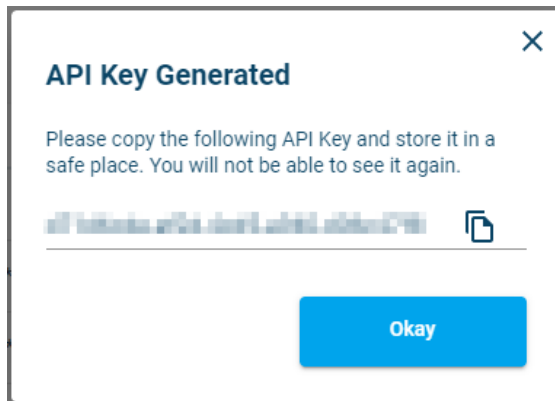 API Key Generated
Please copy the following API Key and store it in a
safe place. You will not be able to see it again.
Okay